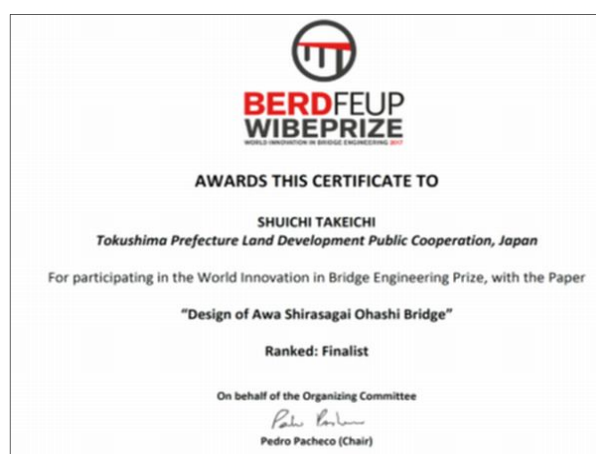 BERDFEUP
WIBEPRIZE
WORLD INNOVATION IN BRIDGE ENGINEERING 2017
AWARDS THIS CERTIFICATE TO
SHUICHI TAKEICHI
Tokushima Prefecture Land Development Public Cooperation, Japan
For participating in the World Innovation in Bridge Engineering Prize, with the Paper
“Design of Awa Shirasagai Ohashi Bridge”
Ranked: Finalist
On behalf of the Organizing Committee
Pedro Pacheco (Chair)